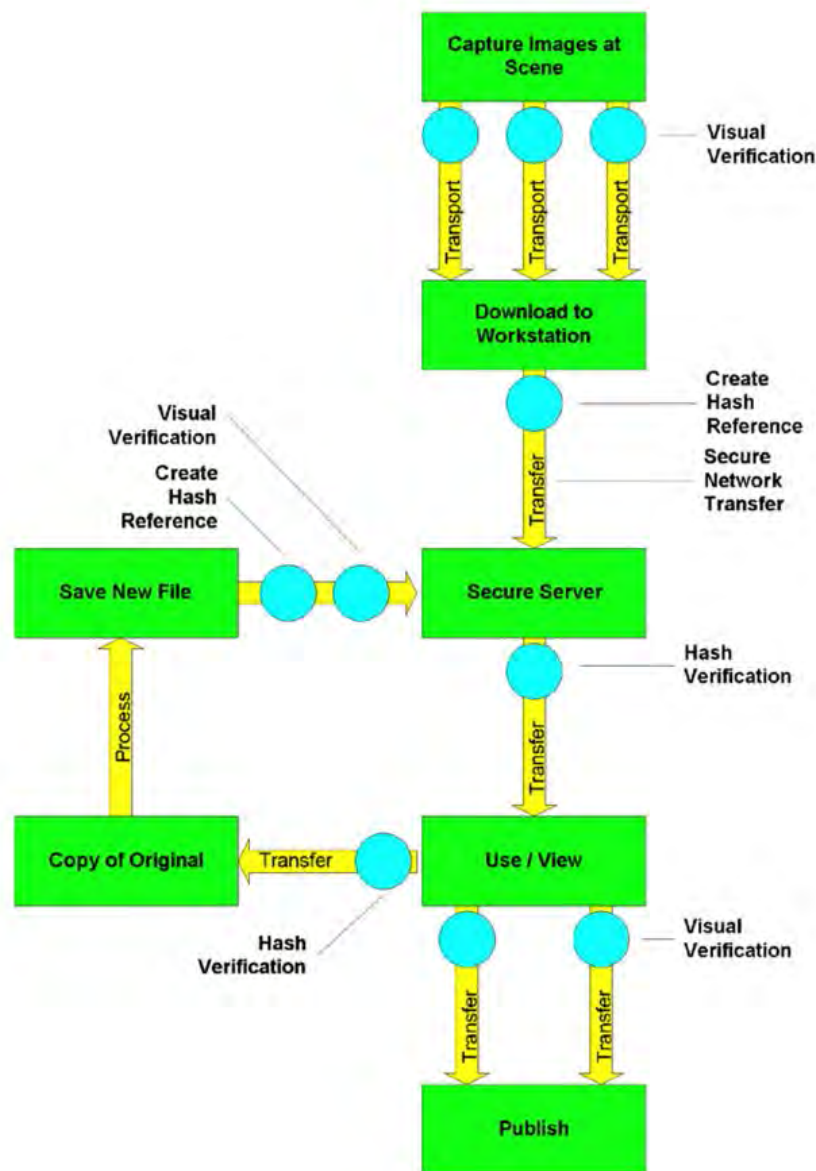 Capture Images at
Scene
Visual
Verification
Transport
Transport
Transport
Download to
Workstation
Create
Hash
Reference
Secure
Network
Transfer
Transfer
Visual
Verification
Create
Hash
Reference
Save New File
Secure Server
Hash
Verification
Process
Transfer
Copy of Original
Transfer
Use / View
Hash
Verification
Visual
Verification
Transfer
Transfer
Publish